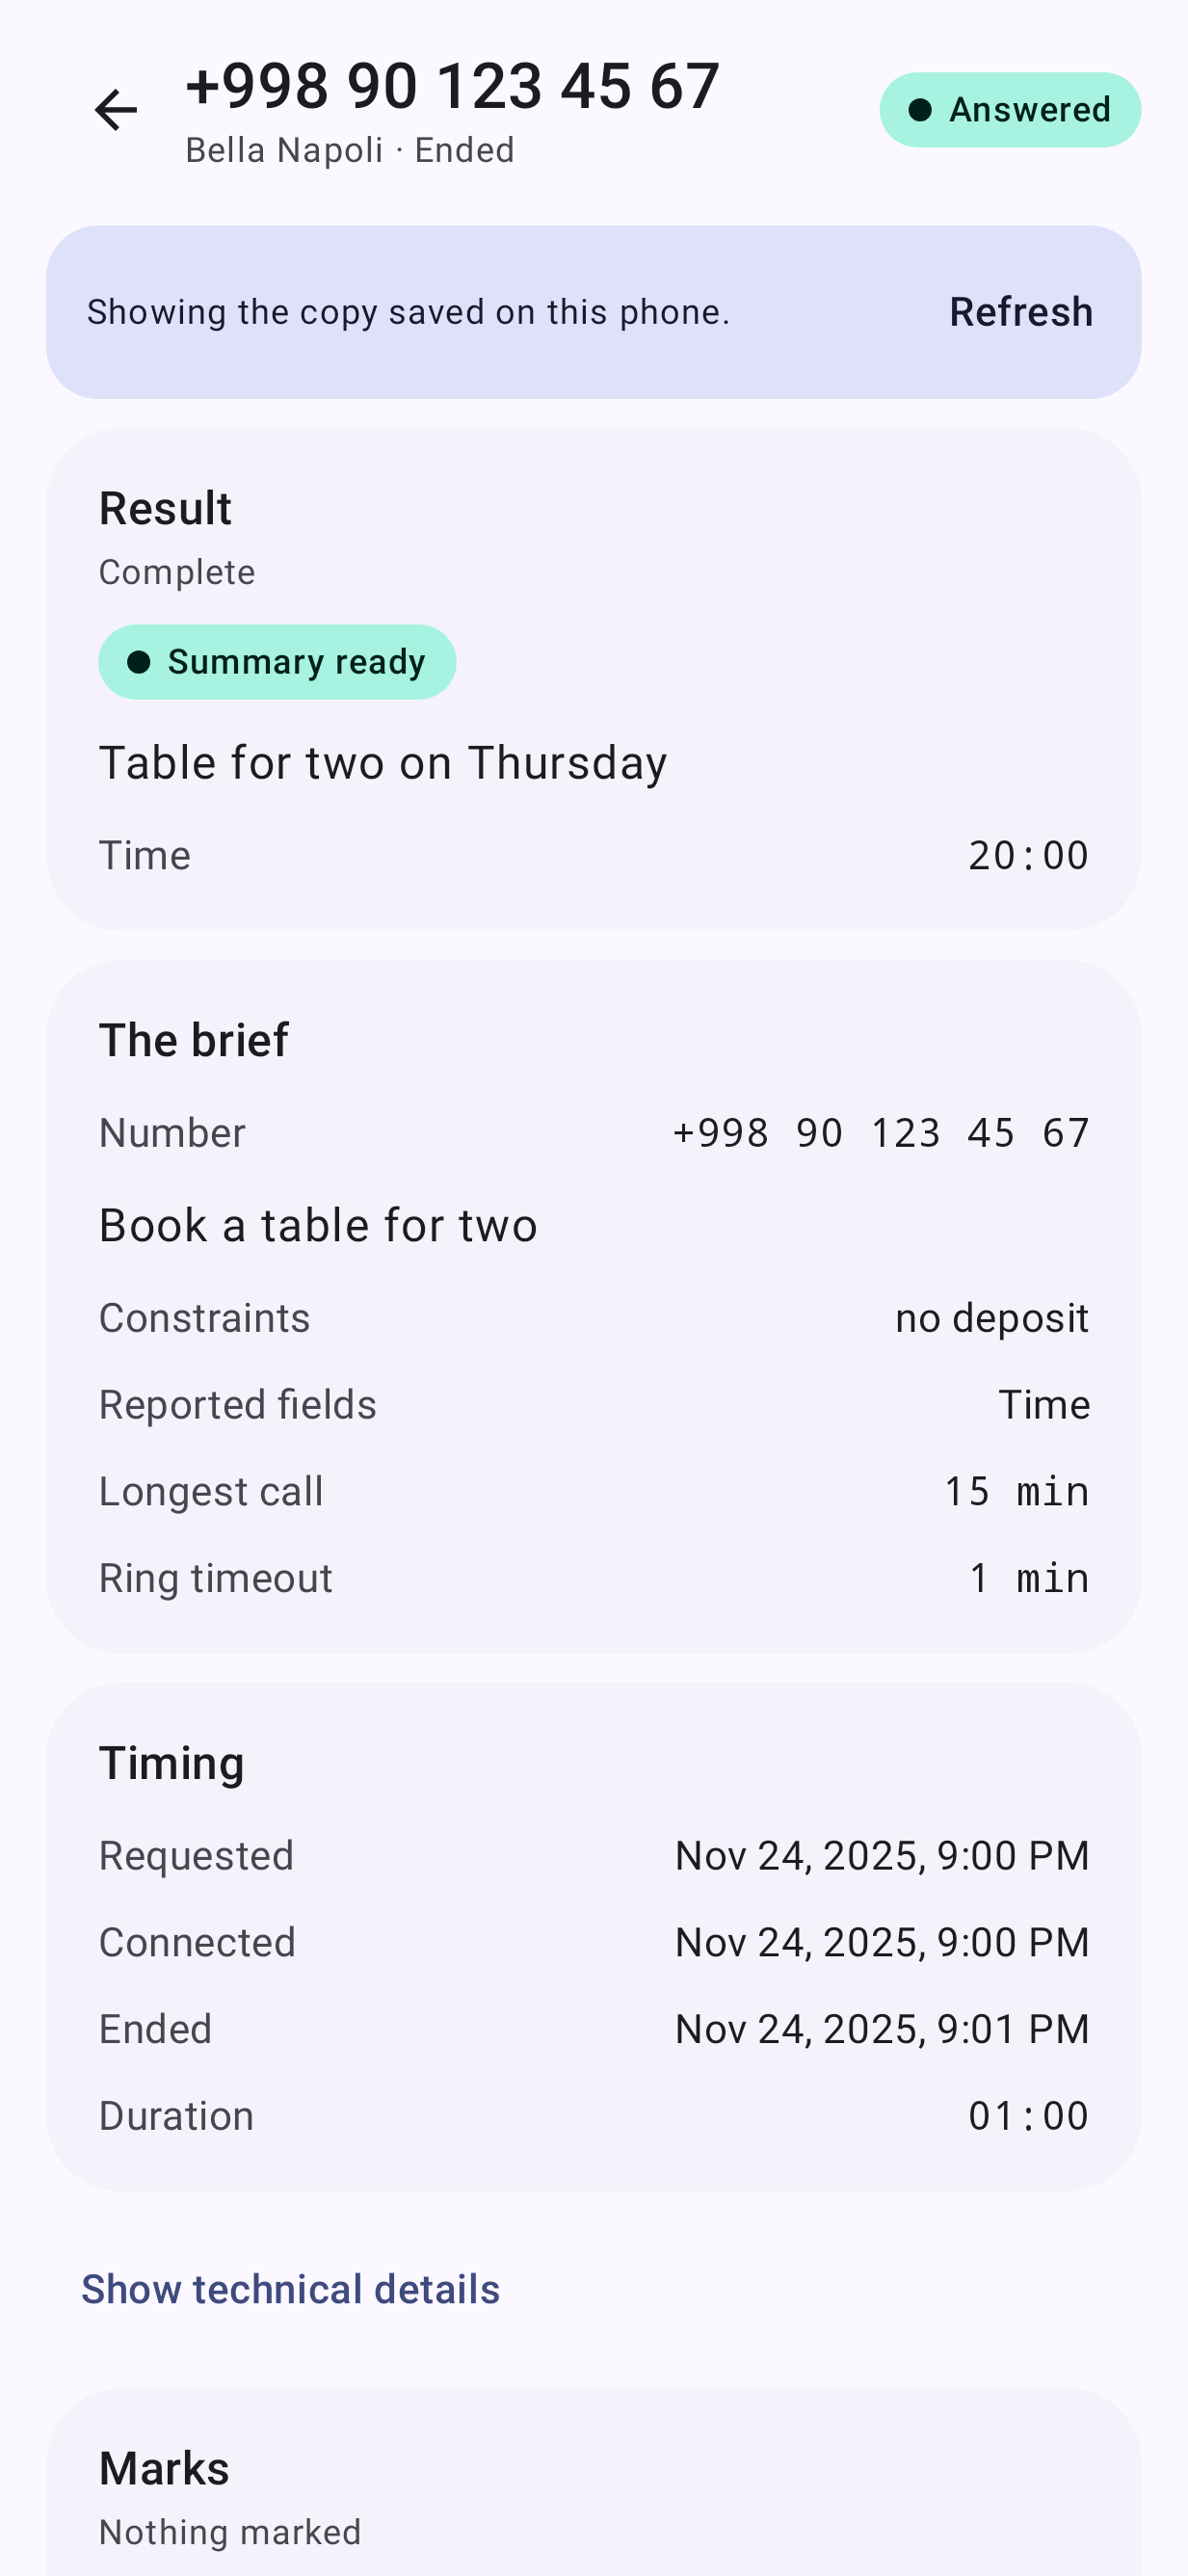 +998 90 123 45 67
Bella Napoli · Ended
Answered
Showing the copy saved on this phone.
Refresh
Result
Complete
Summary ready
Table for two on Thursday
Time 20:00
The brief
Number +998 90 123 45 67
Book a table for two
Constraints no deposit
Reported fields Time
Longest call 15 min
Ring timeout 1 min
Timing
Requested Nov 24, 2025, 9:00 PM
Connected Nov 24, 2025, 9:00 PM
Ended Nov 24, 2025, 9:01 PM
Duration 01:00
Show technical details
Marks
Nothing marked